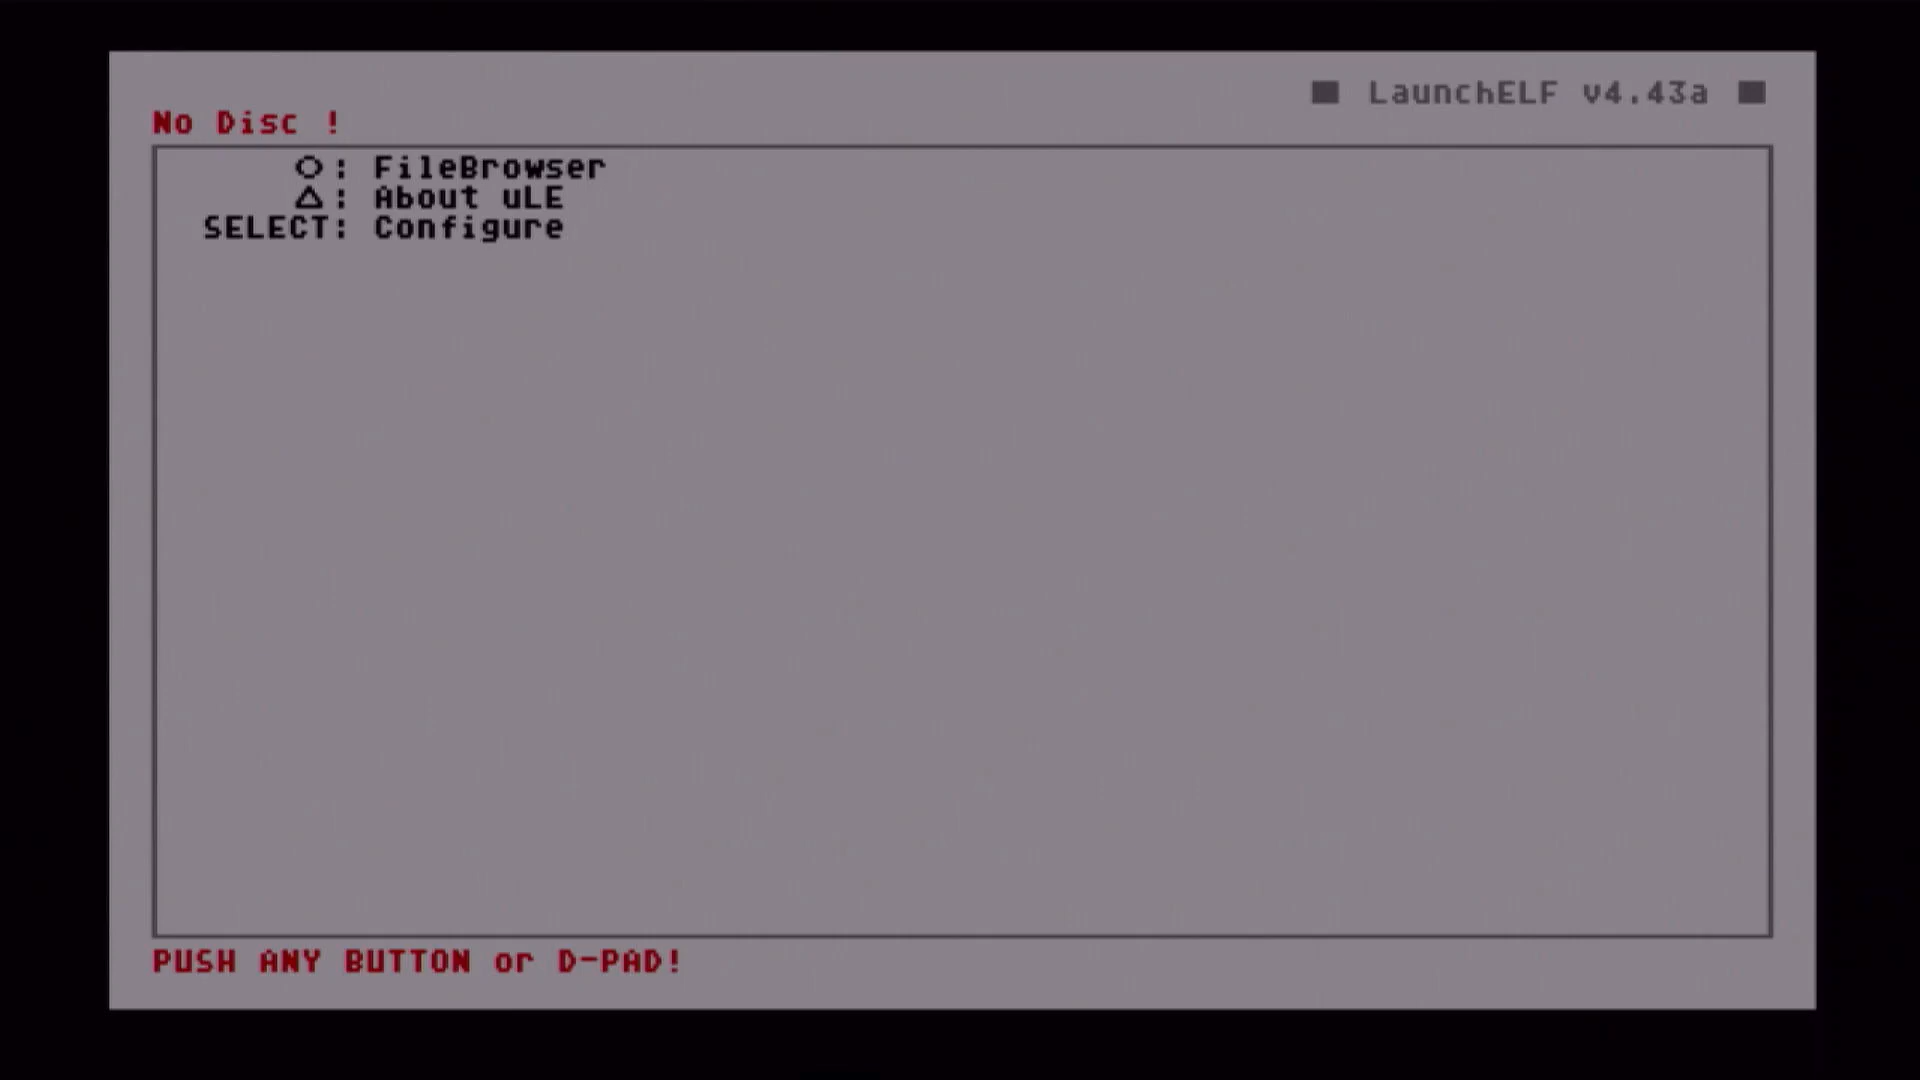 ■ LaunchELF v4.43a ■
No Disc !
○: FileBrowser
△: About uLE
SELECT: Configure
PUSH ANY BUTTON or D-PAD!